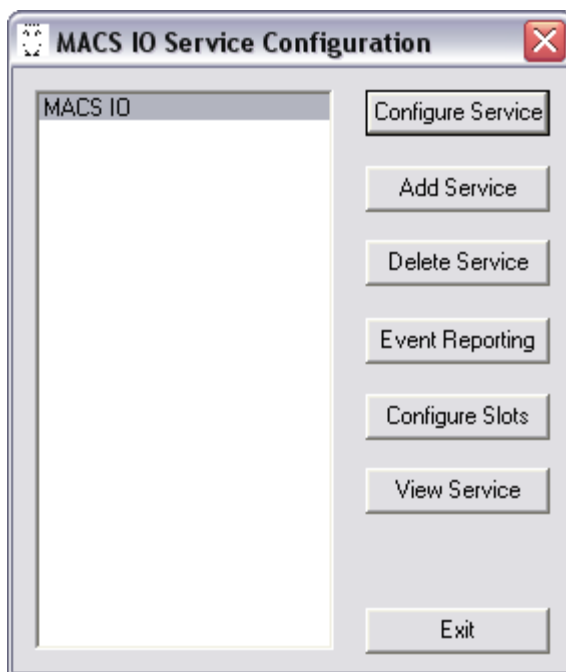 MACS IO Service Configuration
MACS IO
Configure Service
Add Service
Delete Service
Event Reporting
Configure Slots
View Service
Exit